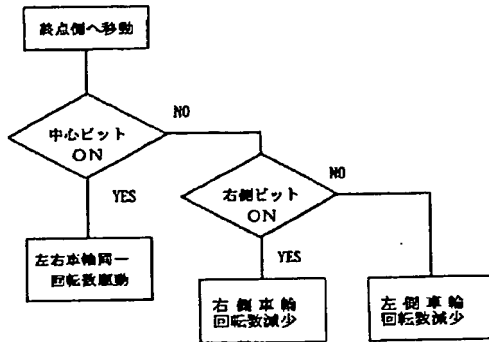 終点側へ移動
中心ビット
ON
NO
YES
右側ビット
ON
NO
YES
左右車輪同一
回転数駆動
右側車輪
回転数減少
左側車輪
回転数減少